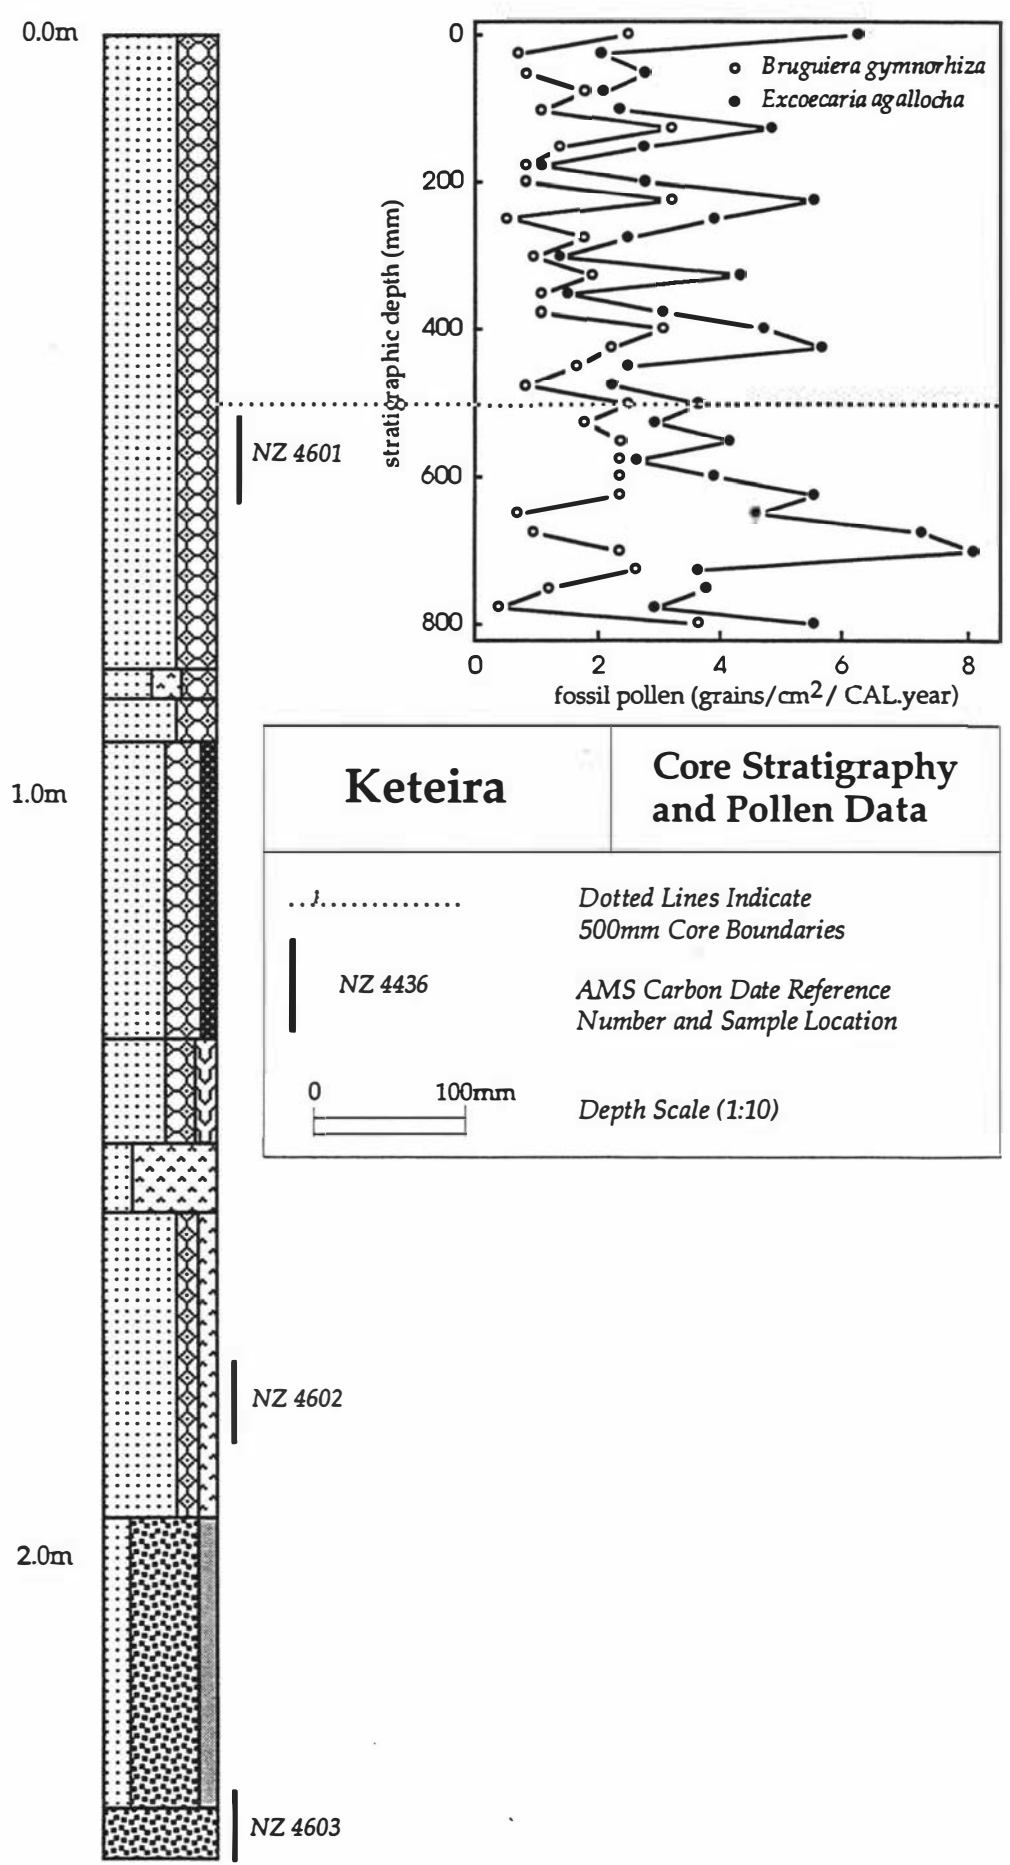 0.0m
1.0m
2.0m
NZ 4601
NZ 4602
NZ 4603
0
200
400
600
800
stratigraphic depth (mm)
Bruguiera gymnorhiza
Excoecaria agallocha
0 2 4 6 8
fossil pollen (grains/cm2/ CAL.year)
Keteira
Core Stratigraphy
and Pollen Data
Dotted Lines Indicate
500mm Core Boundaries
NZ 4436
AMS Carbon Date Reference
Number and Sample Location
0 100mm
Depth Scale (1:10)